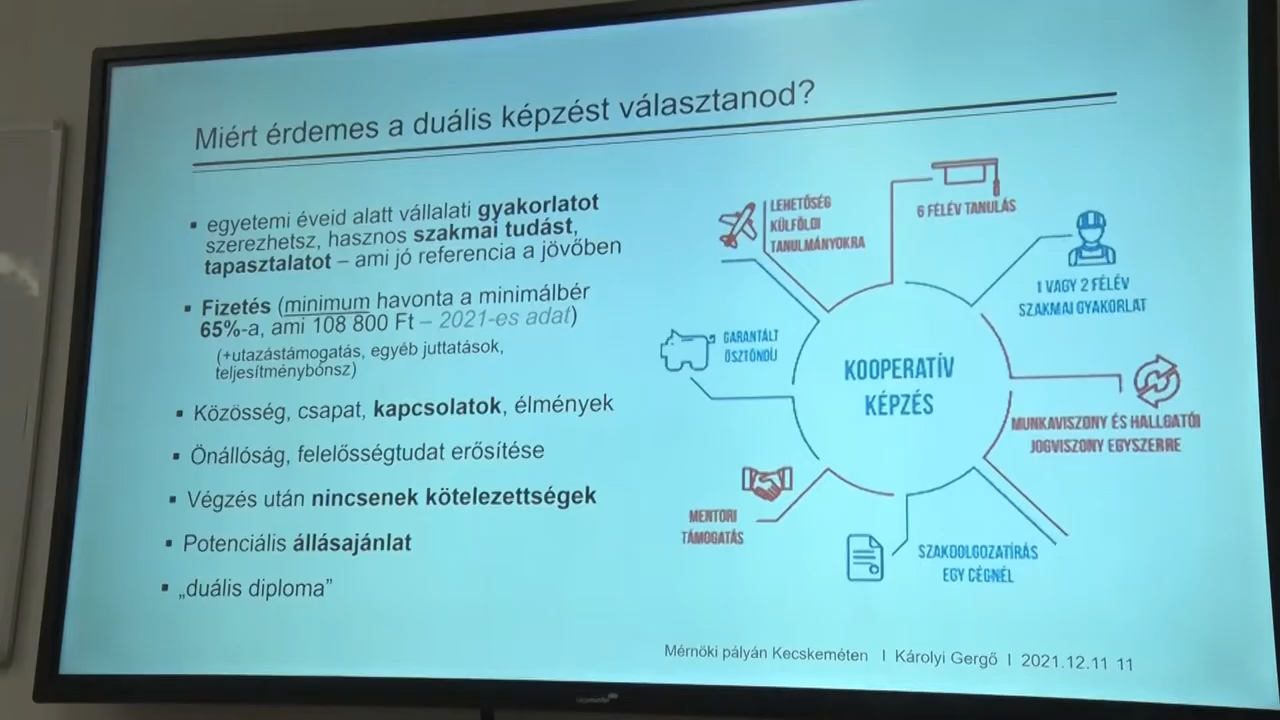 Miért érdemes a duális képzést választanod?
▪ egyetemi éveid alatt vállalati gyakorlatot
szerezhetsz, hasznos szakmai tudást,
tapasztalatot – ami jó referencia a jövőben
▪ Fizetés (minimum havonta a minimálbér
65%-a, ami 108 800 Ft – 2021-es adat)
(+utazástámogatás, egyéb juttatások,
teljesítménybónsz)
▪ Közösség, csapat, kapcsolatok, élmények
▪ Önállóság, felelősségtudat erősítése
▪ Végzés után nincsenek kötelezettségek
▪ Potenciális állásajánlat
▪ „duális diploma”
LEHETŐSÉG
KÜLFÖLDI
TANULMÁNYOKRA
6 FÉLÉV TANULÁS
1 VAGY 2 FÉLÉV
SZAKMAI GYAKORLAT
GARANTÁLT
ÖSZTÖNDÍJ
KOOPERATÍV
KÉPZÉS
MUNKAVISZONY ÉS HALLGATÓI
JOGVISZONY EGYSZERRE
MENTORI
TÁMOGATÁS
SZAKDOLGOZATÍRÁS
EGY CÉGNÉL
Mérnöki pályán Kecskeméten I Károlyi Gergő I 2021.12.11 11